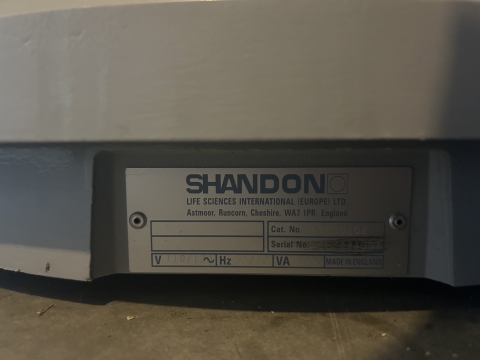 SHANDON
LIFE SCIENCES INTERNATIONAL (EUROPE) LTD
Astmoor, Runcorn, Cheshire, WA7 1PR, England
Cat. No.
Serial No.
V ~ Hz VA MADE IN ENGLAND